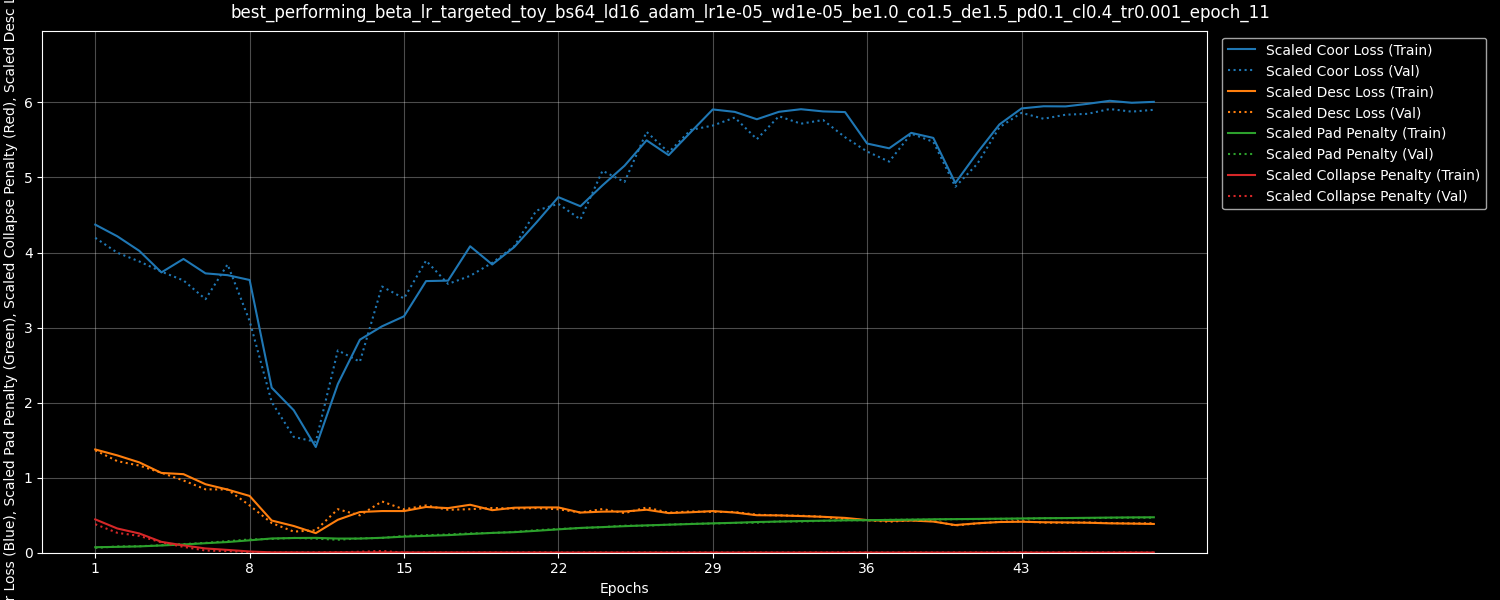 best_performing_beta_lr_targeted_toy_bs64_ld16_adam_lr1e-05_wd1e-05_be1.0_co1.5_de1.5_pd0.1_cl0.4_tr0.001_epoch_11
r Loss (Blue), Scaled Pad Penalty (Green), Scaled Collapse Penalty (Red), Scaled Desc L
6
5
4
3
2
1
0
1 8 15 22 29 36 43
Epochs
Scaled Coor Loss (Train)
Scaled Coor Loss (Val)
Scaled Desc Loss (Train)
Scaled Desc Loss (Val)
Scaled Pad Penalty (Train)
Scaled Pad Penalty (Val)
Scaled Collapse Penalty (Train)
Scaled Collapse Penalty (Val)